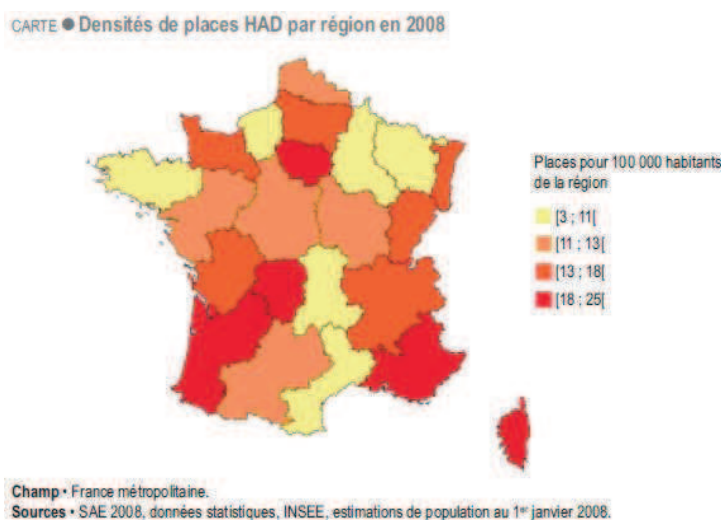 CARTE ● Densités de places HAD par région en 2008
Places pour 100 000 habitants
de la région
[3 ; 11[
[11 ; 13[
[13 ; 18[
[18 ; 25[
Champ • France métropolitaine.
Sources • SAE 2008, données statistiques, INSEE, estimations de population au 1er janvier 2008.